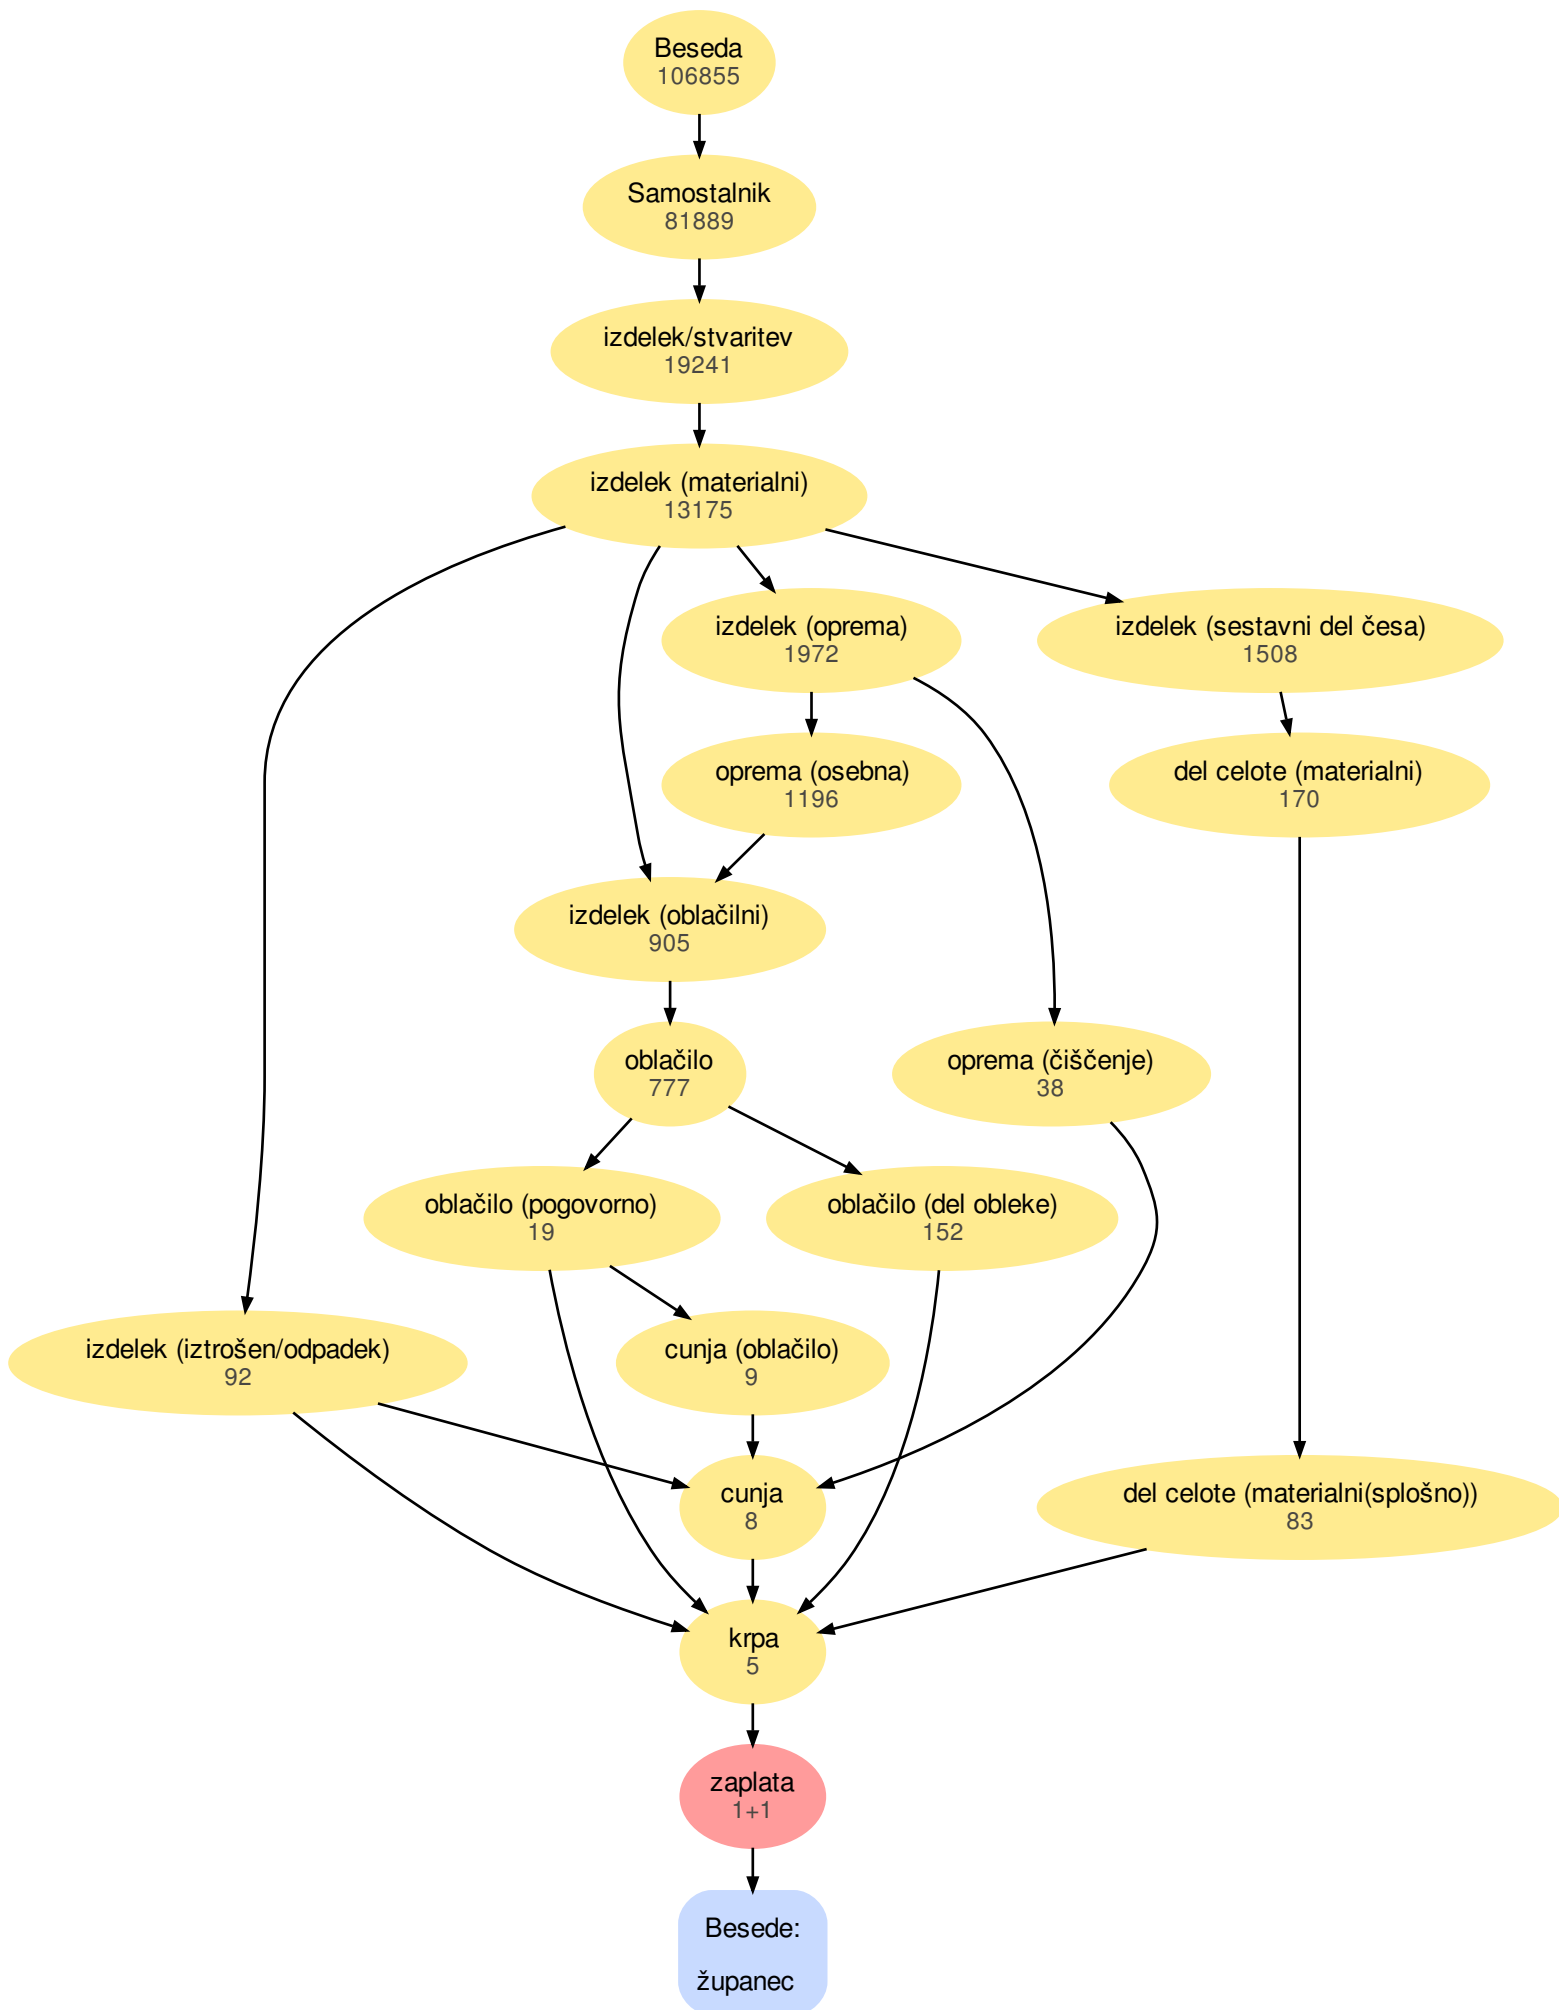 Beseda
106855
Samostalnik
81889
izdelek/stvaritev
19241
izdelek (materialni)
13175
izdelek (oprema)
1972
izdelek (sestavni del česa)
1508
oprema (osebna)
1196
del celote (materialni)
170
izdelek (oblačilni)
905
oblačilo
777
oprema (čiščenje)
38
oblačilo (pogovorno)
19
oblačilo (del obleke)
152
izdelek (iztrošen/odpadek)
92
cunja (oblačilo)
9
cunja
8
del celote (materialni(splošno))
83
krpa
5
zaplata
1+1
Besede:
županec